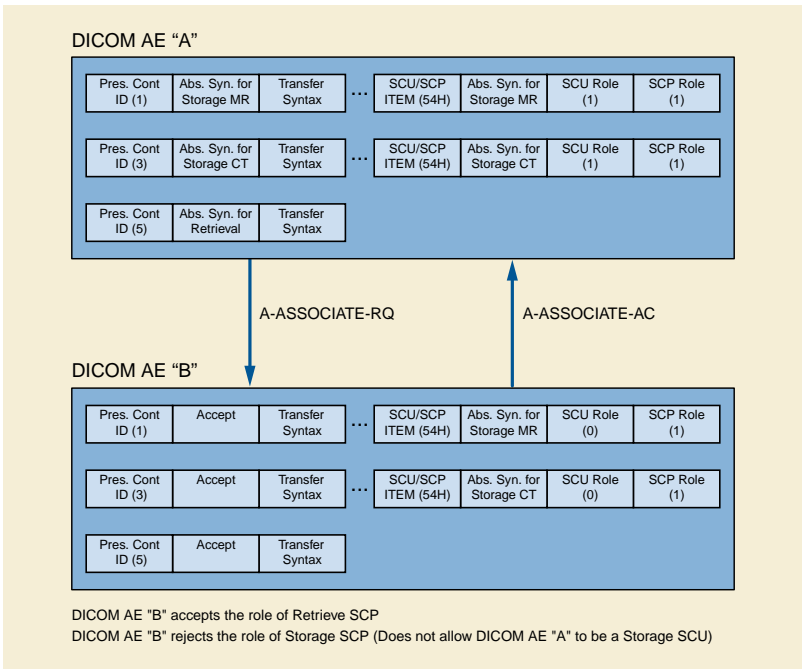 DICOM AE “A”
Pres. Cont ID (1) Abs. Syn. for Storage MR Transfer Syntax ... SCU/SCP ITEM (54H) Abs. Syn. for Storage MR SCU Role (1) SCP Role (1)
Pres. Cont ID (3) Abs. Syn. for Storage CT Transfer Syntax ... SCU/SCP ITEM (54H) Abs. Syn. for Storage CT SCU Role (1) SCP Role (1)
Pres. Cont ID (5) Abs. Syn. for Retrieval Transfer Syntax
A-ASSOCIATE-RQ A-ASSOCIATE-AC
DICOM AE “B”
Pres. Cont ID (1) Accept Transfer Syntax ... SCU/SCP ITEM (54H) Abs. Syn. for Storage MR SCU Role (0) SCP Role (1)
Pres. Cont ID (3) Accept Transfer Syntax ... SCU/SCP ITEM (54H) Abs. Syn. for Storage CT SCU Role (0) SCP Role (1)
Pres. Cont ID (5) Accept Transfer Syntax
DICOM AE "B" accepts the role of Retrieve SCP
DICOM AE "B" rejects the role of Storage SCP (Does not allow DICOM AE "A" to be a Storage SCU)